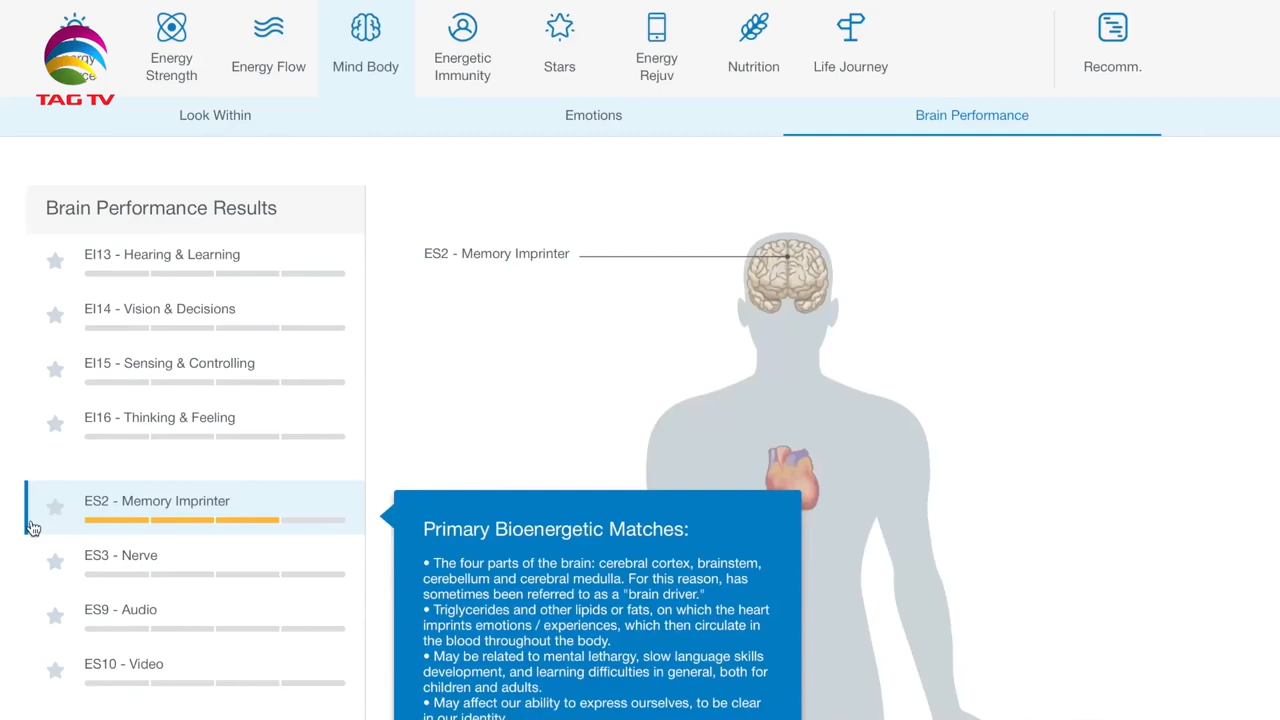 Energy
Strength
Energy Flow
Mind Body
Energetic
Immunity
Stars
Energy
Rejuv
Nutrition
Life Journey
Recomm.
TAG TV
Look Within
Emotions
Brain Performance
Brain Performance Results
EI13 - Hearing & Learning
EI14 - Vision & Decisions
EI15 - Sensing & Controlling
EI16 - Thinking & Feeling
ES2 - Memory Imprinter
ES3 - Nerve
ES9 - Audio
ES10 - Video
ES2 - Memory Imprinter
Primary Bioenergetic Matches:
• The four parts of the brain: cerebral cortex, brainstem,
cerebellum and cerebral medulla. For this reason, has
sometimes been referred to as a "brain driver."
• Triglycerides and other lipids or fats, on which the heart
imprints emotions / experiences, which then circulate in
the blood throughout the body.
• May be related to mental lethargy, slow language skills
development, and learning difficulties in general, both for
children and adults.
• May affect our ability to express ourselves, to be clear
in our identity